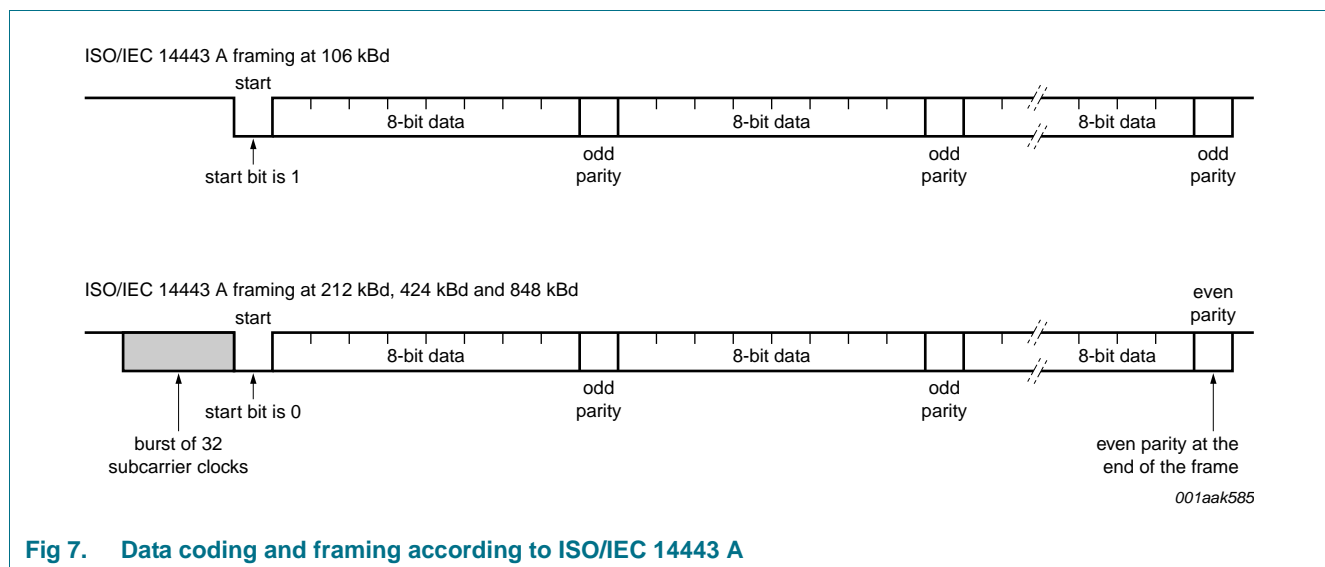 ISO/IEC 14443 A framing at 106 kBd
start
8-bit data
8-bit data
8-bit data
start bit is 1
odd
parity
odd
parity
odd
parity
ISO/IEC 14443 A framing at 212 kBd, 424 kBd and 848 kBd
even
parity
start
8-bit data
8-bit data
8-bit data
start bit is 0
odd
parity
odd
parity
burst of 32
subcarrier clocks
even parity at the
end of the frame
001aak585
Fig 7. Data coding and framing according to ISO/IEC 14443 A